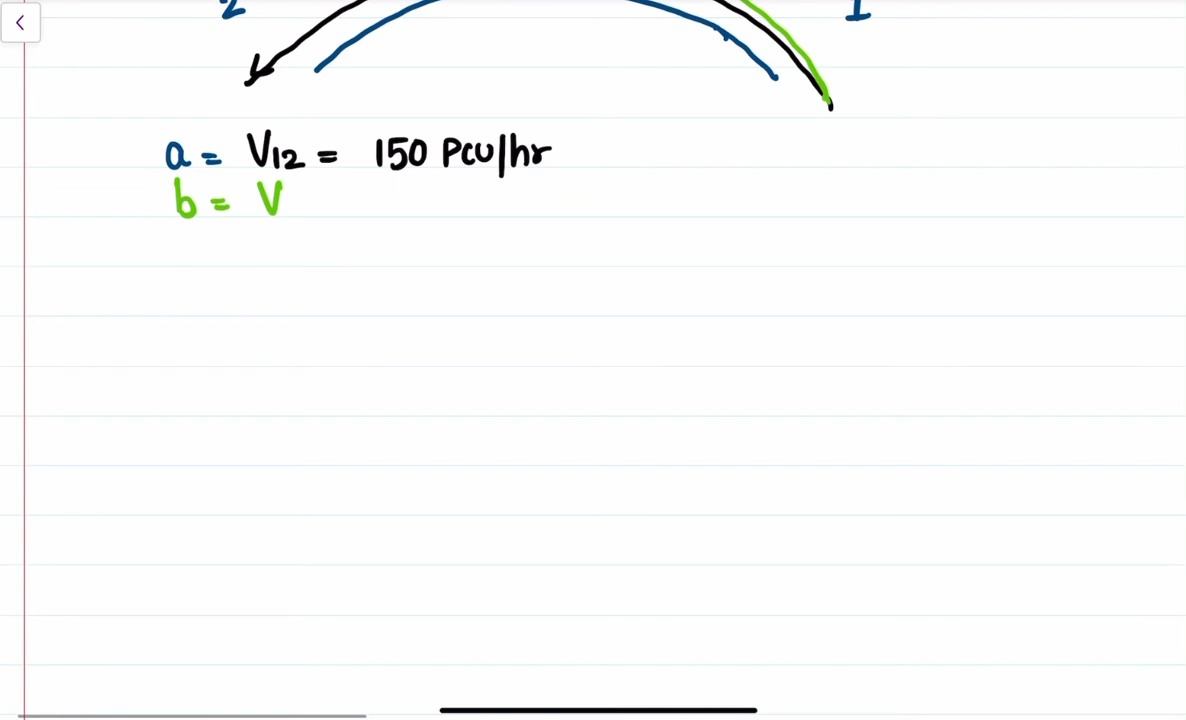 2 1
a = V12 = 150 Pcu/hr
b = V